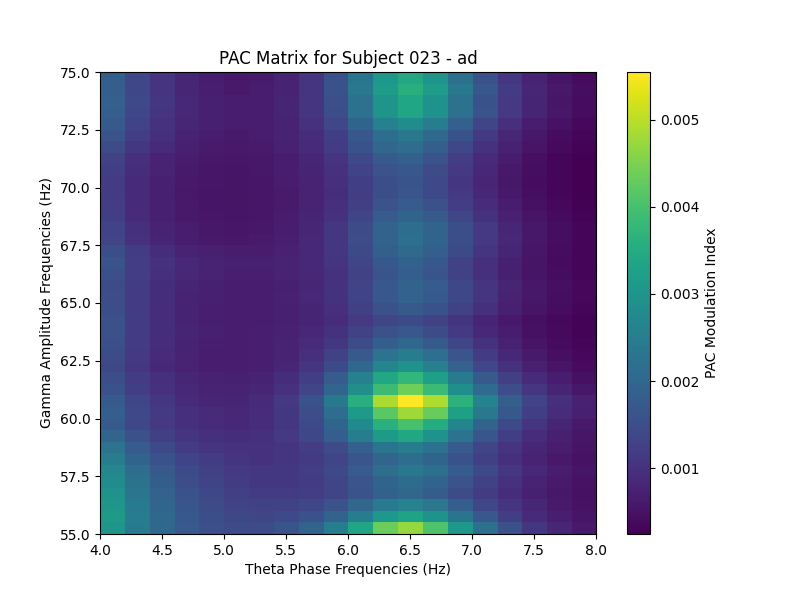 PAC Matrix for Subject 023 - ad
Gamma Amplitude Frequencies (Hz)
75.0
72.5
70.0
67.5
65.0
62.5
60.0
57.5
55.0
4.0 4.5 5.0 5.5 6.0 6.5 7.0 7.5 8.0
Theta Phase Frequencies (Hz)
0.005
0.004
0.003
0.002
0.001
PAC Modulation Index